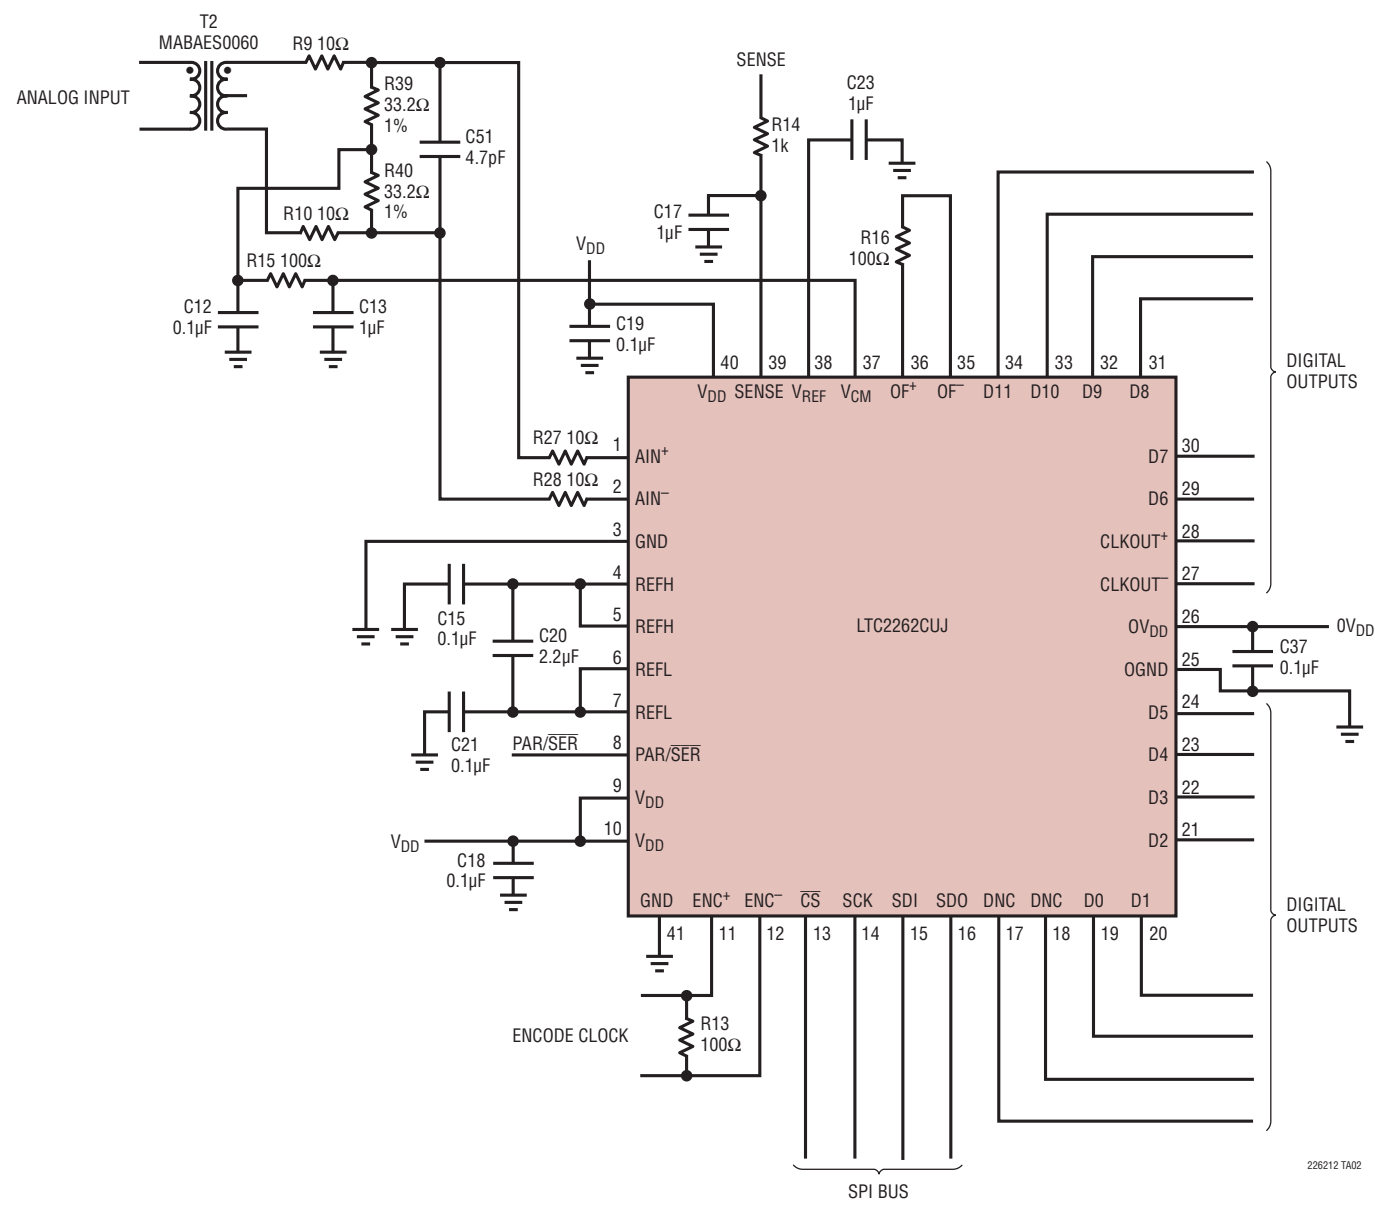 T2
MABAES0060
ANALOG INPUT
R9 10Ω
R39
33.2Ω
1%
C51
4.7pF
R40
33.2Ω
1%
R10 10Ω
R15 100Ω
C12
0.1µF
C13
1µF
SENSE
R14
1k
C17
1µF
C23
1µF
R16
100Ω
VDD
C19
0.1µF
40
39
38
37
36
35
34
33
32
31
VDD
SENSE
VREF
VCM
OF+
OF–
D11
D10
D9
D8
DIGITAL
OUTPUTS
R27 10Ω
1
AIN+
R28 10Ω
2
AIN–
3
GND
4
REFH
5
REFH
6
REFL
7
REFL
C15
0.1µF
C20
2.2µF
C21
0.1µF
PAR/SER
8
PAR/SER
9
VDD
VDD
10
VDD
C18
0.1µF
LTC2262CUJ
D7
30
D6
29
CLKOUT+
28
CLKOUT–
27
OVDD
26
0VDD
OGND
25
C37
0.1µF
D5
24
D4
23
D3
22
D2
21
GND
ENC+
ENC–
CS
SCK
SDI
SDO
DNC
DNC
D0
D1
41
11
12
13
14
15
16
17
18
19
20
DIGITAL
OUTPUTS
ENCODE CLOCK
R13
100Ω
SPI BUS
226212 TA02